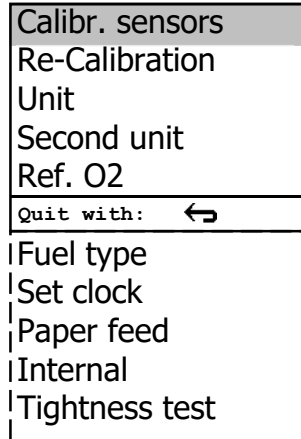 Calibr. sensors
Re-Calibration
Unit
Second unit
Ref. O2
Quit with:
Fuel type
Set clock
Paper feed
Internal
Tightness test